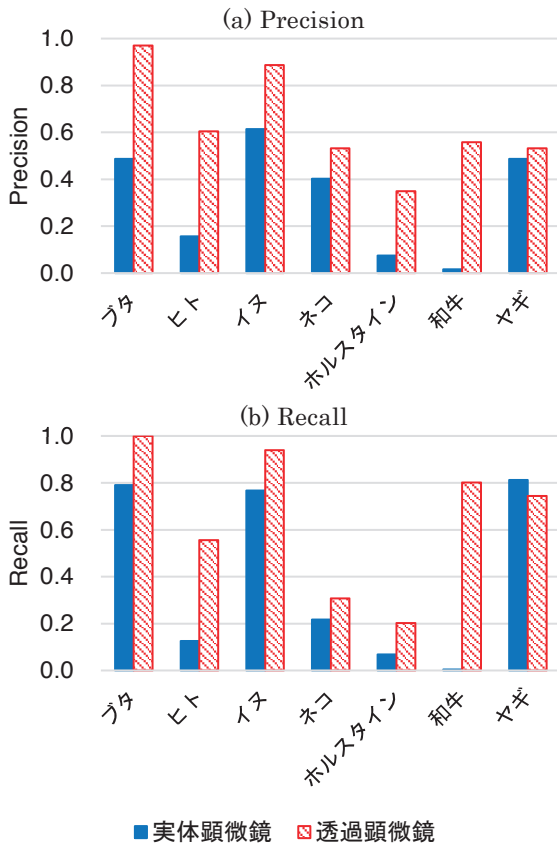 (a) Precision
1.0
0.8
0.6
0.4
0.2
0.0
Precision
ブタ
ヒト
イヌ
ネコ
ホルスタイン
和牛
ヤギ
(b) Recall
1.0
0.8
0.6
0.4
0.2
0.0
Recall
ブタ
ヒト
イヌ
ネコ
ホルスタイン
和牛
ヤギ
実体顕微鏡 透過顕微鏡